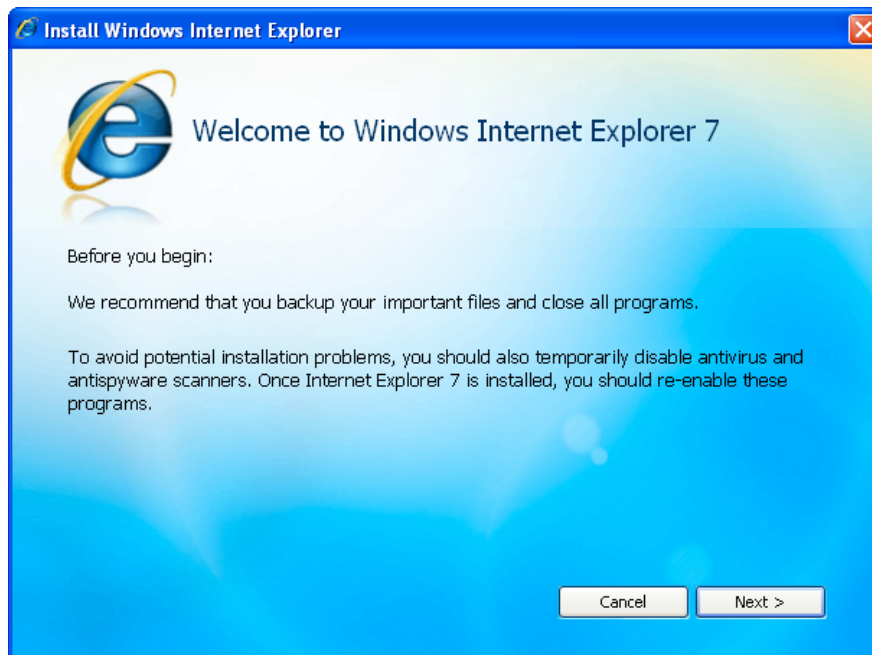 Install Windows Internet Explorer
Welcome to Windows Internet Explorer 7
Before you begin:
We recommend that you backup your important files and close all programs.
To avoid potential installation problems, you should also temporarily disable antivirus and
antispyware scanners. Once Internet Explorer 7 is installed, you should re-enable these
programs.
Cancel Next >